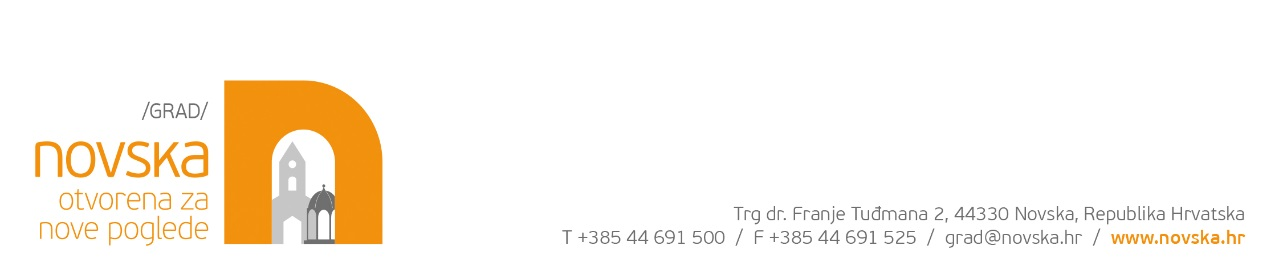 /GRAD/
novska
otvorena za
nove poglede
Trg dr. Franje Tuđmana 2, 44330 Novska, Republika Hrvatska
T +385 44 691 500 / F +385 44 691 525 / grad@novska.hr / www.novska.hr